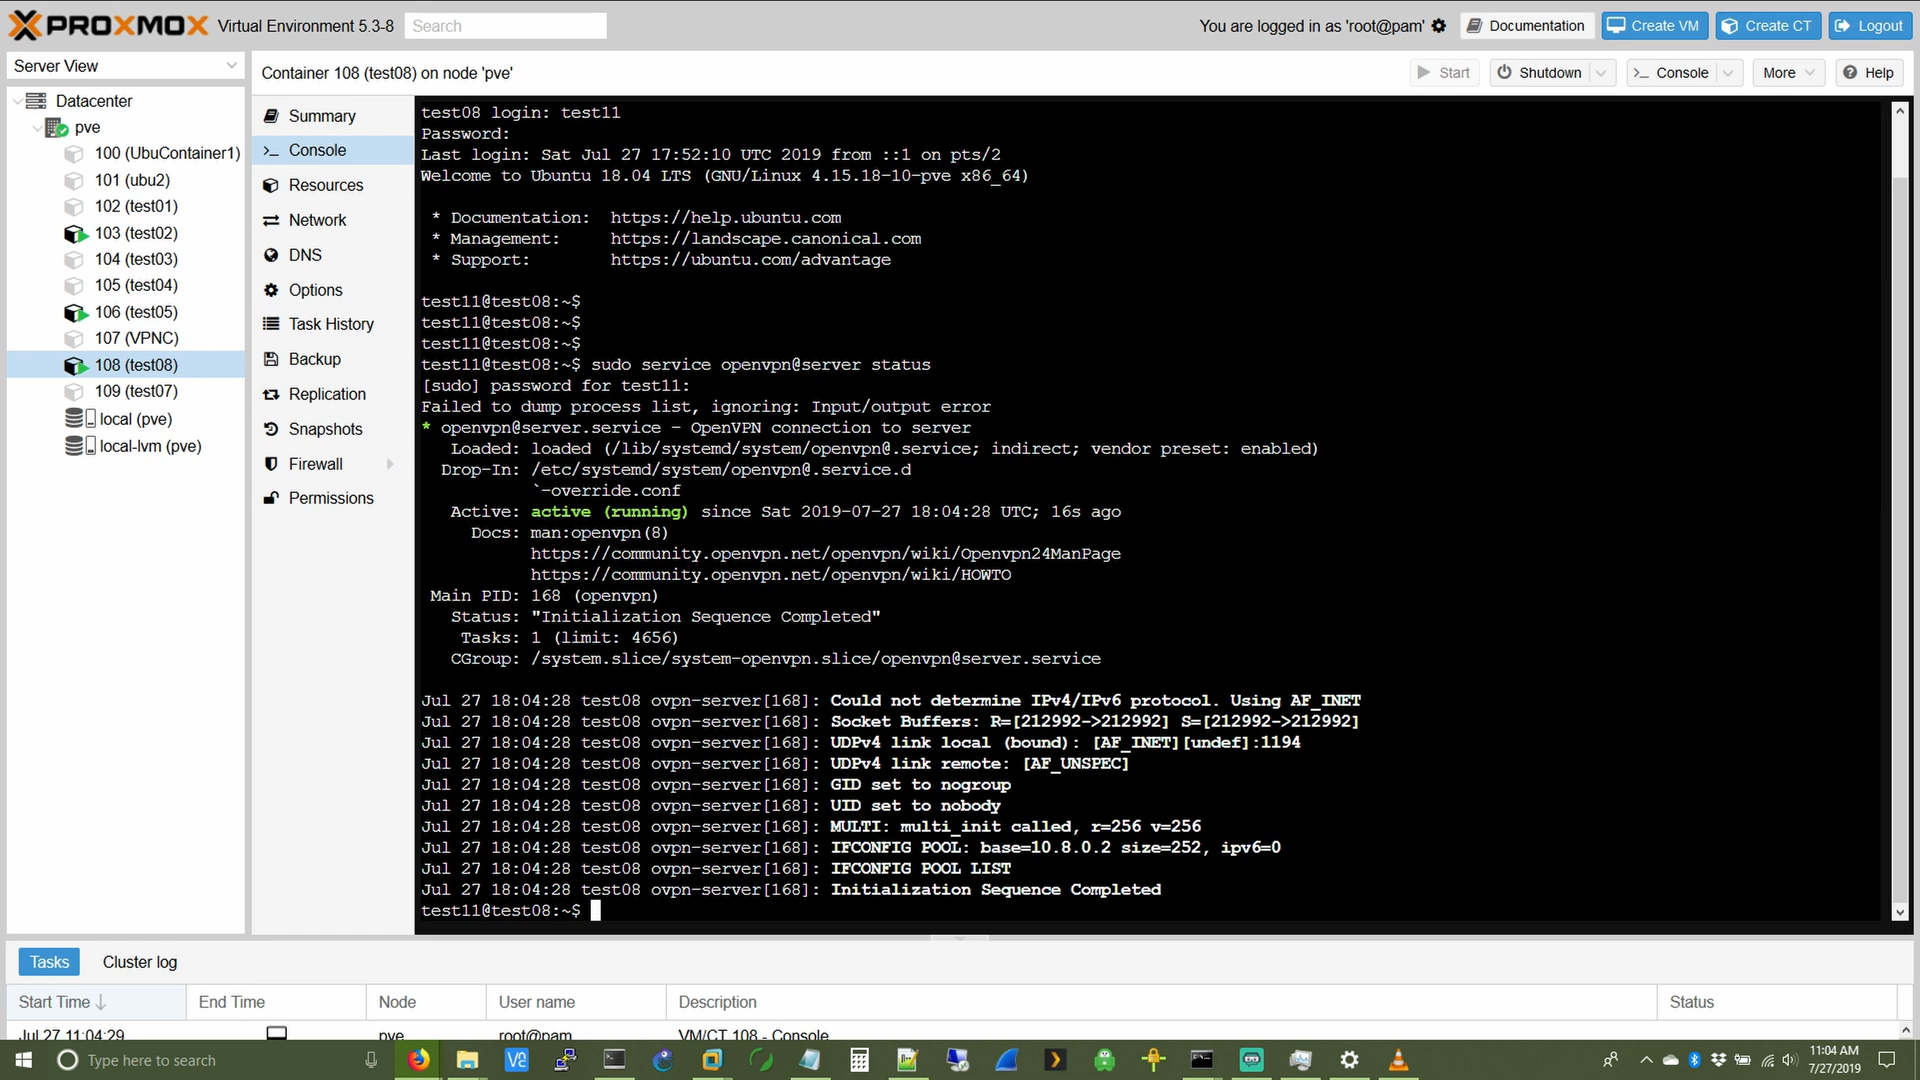 PROXMOX Virtual Environment 5.3-8 Search You are logged in as 'root@pam' Documentation Create VM Create CT Logout
Server View
Container 108 (test08) on node 'pve' Start Shutdown Console More Help
Datacenter
pve
100 (UbuContainer1)
101 (ubu2)
102 (test01)
103 (test02)
104 (test03)
105 (test04)
106 (test05)
107 (VPNC)
108 (test08)
109 (test07)
local (pve)
local-lvm (pve)
Summary
Console
Resources
Network
DNS
Options
Task History
Backup
Replication
Snapshots
Firewall
Permissions
test08 login: test11
Password:
Last login: Sat Jul 27 17:52:10 UTC 2019 from ::1 on pts/2
Welcome to Ubuntu 18.04 LTS (GNU/Linux 4.15.18-10-pve x86_64)
* Documentation: https://help.ubuntu.com
* Management: https://landscape.canonical.com
* Support: https://ubuntu.com/advantage
test11@test08:~$
test11@test08:~$
test11@test08:~$
test11@test08:~$ sudo service openvpn@server status
[sudo] password for test11:
Failed to dump process list, ignoring: Input/output error
* openvpn@server.service - OpenVPN connection to server
Loaded: loaded (/lib/systemd/system/openvpn@.service; indirect; vendor preset: enabled)
Drop-In: /etc/systemd/system/openvpn@.service.d
`-override.conf
Active: active (running) since Sat 2019-07-27 18:04:28 UTC; 16s ago
Docs: man:openvpn(8)
https://community.openvpn.net/openvpn/wiki/Openvpn24ManPage
https://community.openvpn.net/openvpn/wiki/HOWTO
Main PID: 168 (openvpn)
Status: "Initialization Sequence Completed"
Tasks: 1 (limit: 4656)
CGroup: /system.slice/system-openvpn.slice/openvpn@server.service
Jul 27 18:04:28 test08 ovpn-server[168]: Could not determine IPv4/IPv6 protocol. Using AF_INET
Jul 27 18:04:28 test08 ovpn-server[168]: Socket Buffers: R=[212992->212992] S=[212992->212992]
Jul 27 18:04:28 test08 ovpn-server[168]: UDPv4 link local (bound): [AF_INET][undef]:1194
Jul 27 18:04:28 test08 ovpn-server[168]: UDPv4 link remote: [AF_UNSPEC]
Jul 27 18:04:28 test08 ovpn-server[168]: GID set to nogroup
Jul 27 18:04:28 test08 ovpn-server[168]: UID set to nobody
Jul 27 18:04:28 test08 ovpn-server[168]: MULTI: multi_init called, r=256 v=256
Jul 27 18:04:28 test08 ovpn-server[168]: IFCONFIG POOL: base=10.8.0.2 size=252, ipv6=0
Jul 27 18:04:28 test08 ovpn-server[168]: IFCONFIG POOL LIST
Jul 27 18:04:28 test08 ovpn-server[168]: Initialization Sequence Completed
test11@test08:~$
Tasks Cluster log
Start Time End Time Node User name Description Status
Jul 27 11:04:29 pve root@pam VM/CT 108 - Console
Type here to search
11:04 AM
7/27/2019